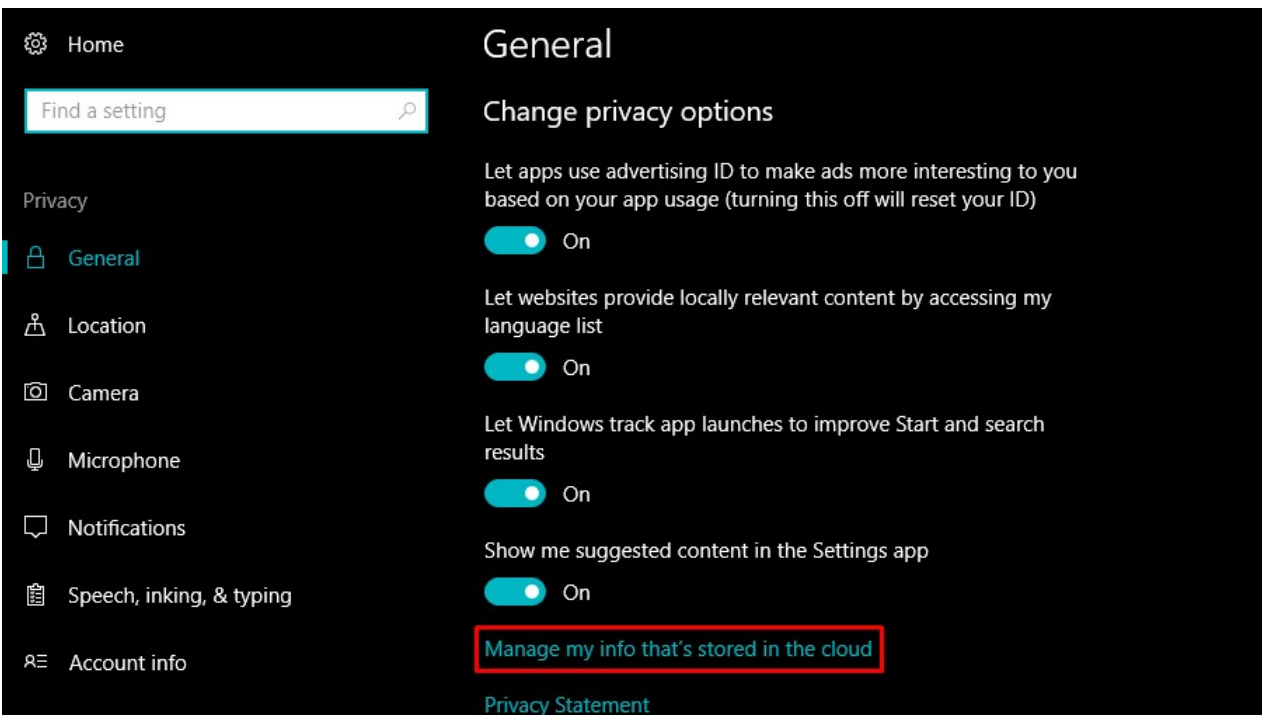 Home
Find a setting
Privacy
General
Location
Camera
Microphone
Notifications
Speech, inking, & typing
Account info
General
Change privacy options
Let apps use advertising ID to make ads more interesting to you
based on your app usage (turning this off will reset your ID)
On
Let websites provide locally relevant content by accessing my
language list
On
Let Windows track app launches to improve Start and search
results
On
Show me suggested content in the Settings app
On
Manage my info that's stored in the cloud
Privacy Statement